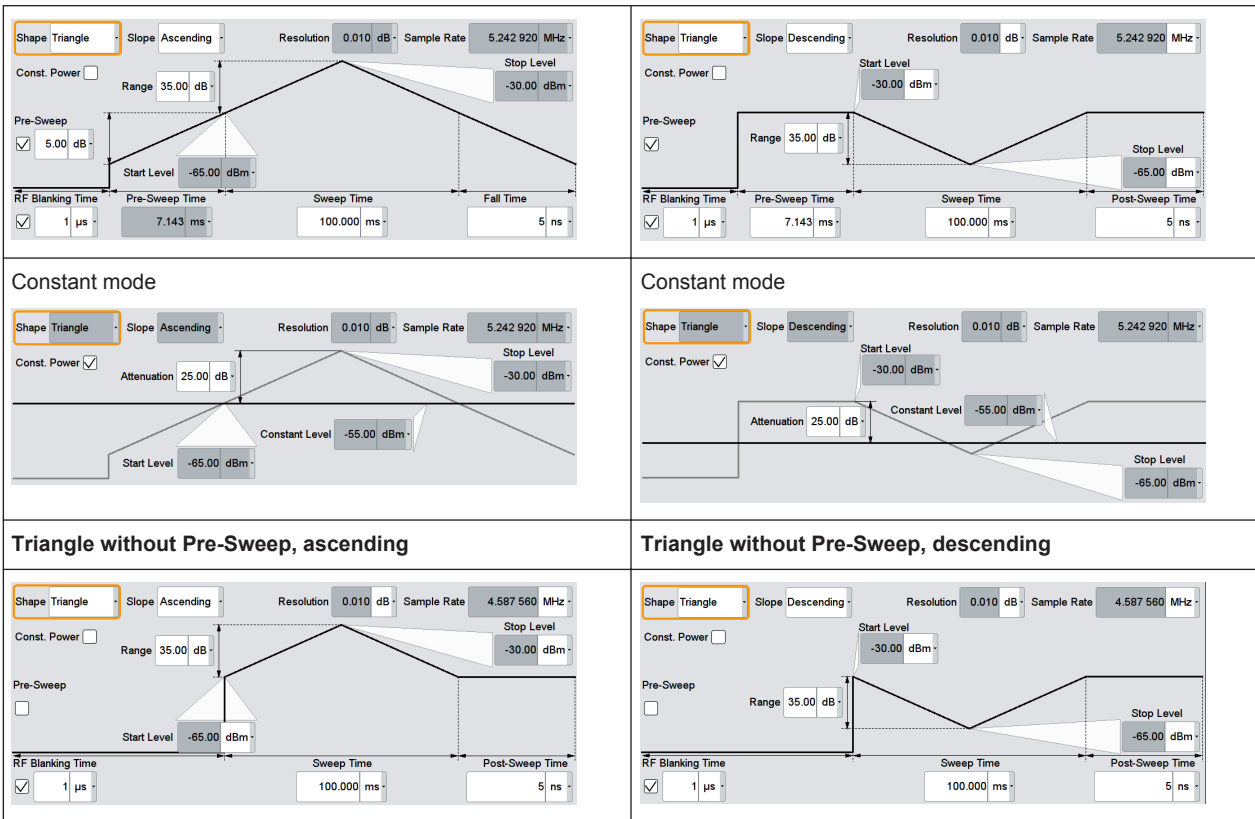 Shape Triangle Slope Ascending Resolution 0.010 dB Sample Rate 5.242 920 MHz
Const. Power
Stop Level
Range 35.00 dB
-30.00 dBm
Pre-Sweep
5.00 dB
Start Level -65.00 dBm
RF Blanking Time Pre-Sweep Time Sweep Time Fall Time
1 µs 7.143 ms 100.000 ms 5 ns
Shape Triangle Slope Descending Resolution 0.010 dB Sample Rate 5.242 920 MHz
Const. Power
Start Level
-30.00 dBm
Pre-Sweep
Range 35.00 dB
Stop Level
-65.00 dBm
RF Blanking Time Pre-Sweep Time Sweep Time Post-Sweep Time
1 µs 7.143 ms 100.000 ms 5 ns
Constant mode
Shape Triangle Slope Ascending Resolution 0.010 dB Sample Rate 5.242 920 MHz
Const. Power
Stop Level
Attenuation 25.00 dB
-30.00 dBm
Constant Level -55.00 dBm
Start Level -65.00 dBm
Constant mode
Shape Triangle Slope Descending Resolution 0.010 dB Sample Rate 5.242 920 MHz
Start Level
Const. Power
-30.00 dBm
Attenuation 25.00 dB
Constant Level -55.00 dBm
Stop Level
-65.00 dBm
Triangle without Pre-Sweep, ascending
Triangle without Pre-Sweep, descending
Shape Triangle Slope Ascending Resolution 0.010 dB Sample Rate 4.587 560 MHz
Const. Power
Stop Level
Range 35.00 dB
-30.00 dBm
Pre-Sweep
Start Level -65.00 dBm
RF Blanking Time Sweep Time Post-Sweep Time
1 µs 100.000 ms 5 ns
Shape Triangle Slope Descending Resolution 0.010 dB Sample Rate 4.587 560 MHz
Start Level
Const. Power
-30.00 dBm
Pre-Sweep
Range 35.00 dB
Stop Level
-65.00 dBm
RF Blanking Time Sweep Time Post-Sweep Time
1 µs 100.000 ms 5 ns